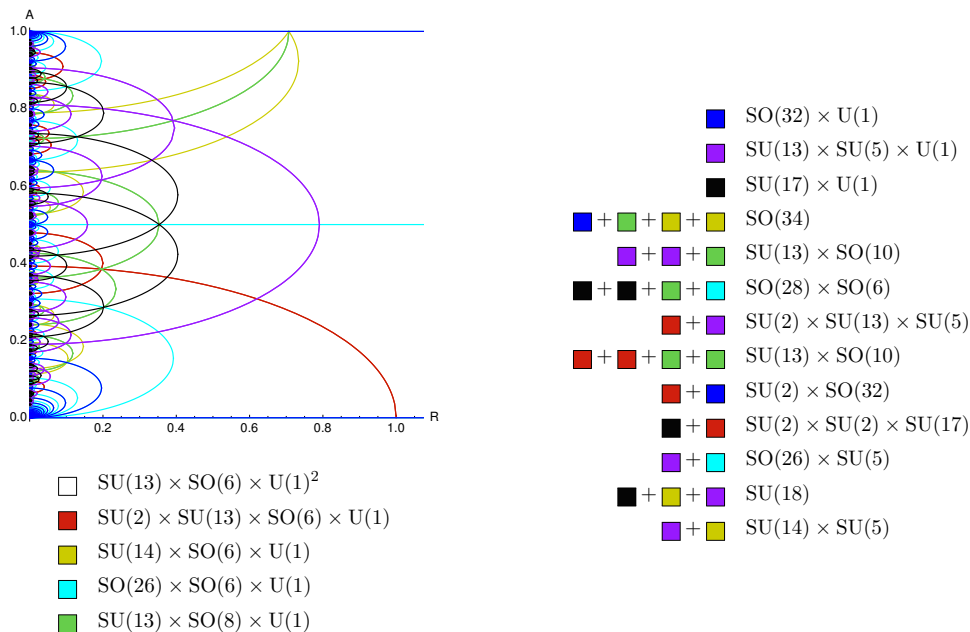 A
1.0
0.8
0.6
0.4
0.2
0.0
0.2
0.4
0.6
0.8
1.0
R
SU(13) × SO(6) × U(1)²
SU(2) × SU(13) × SO(6) × U(1)
SU(14) × SO(6) × U(1)
SO(26) × SO(6) × U(1)
SU(13) × SO(8) × U(1)
SO(32) × U(1)
SU(13) × SU(5) × U(1)
SU(17) × U(1)
+ + + SO(34)
+ + SU(13) × SO(10)
+ + + SO(28) × SO(6)
+ SU(2) × SU(13) × SU(5)
+ + + SU(13) × SO(10)
+ SU(2) × SO(32)
+ SU(2) × SU(2) × SU(17)
+ SO(26) × SU(5)
+ + SU(18)
+ SU(14) × SU(5)